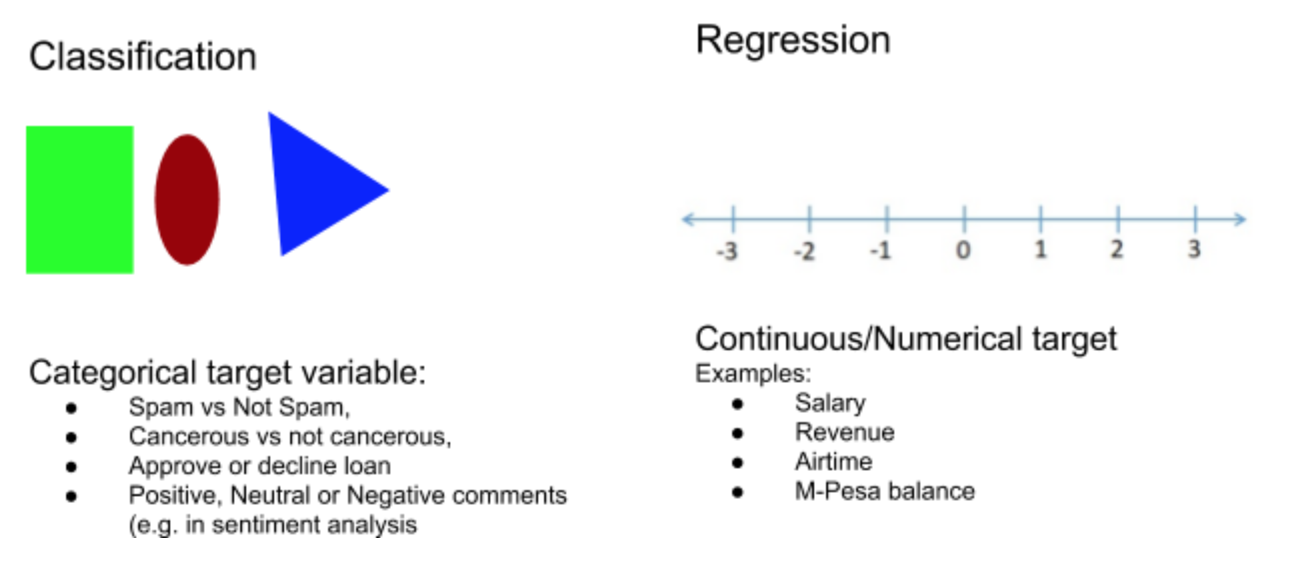 Classification
Categorical target variable:
● Spam vs Not Spam,
● Cancerous vs not cancerous,
● Approve or decline loan
● Positive, Neutral or Negative comments
(e.g. in sentiment analysis
Regression
-3 -2 -1 0 1 2 3
Continuous/Numerical target
Examples:
● Salary
● Revenue
● Airtime
● M-Pesa balance